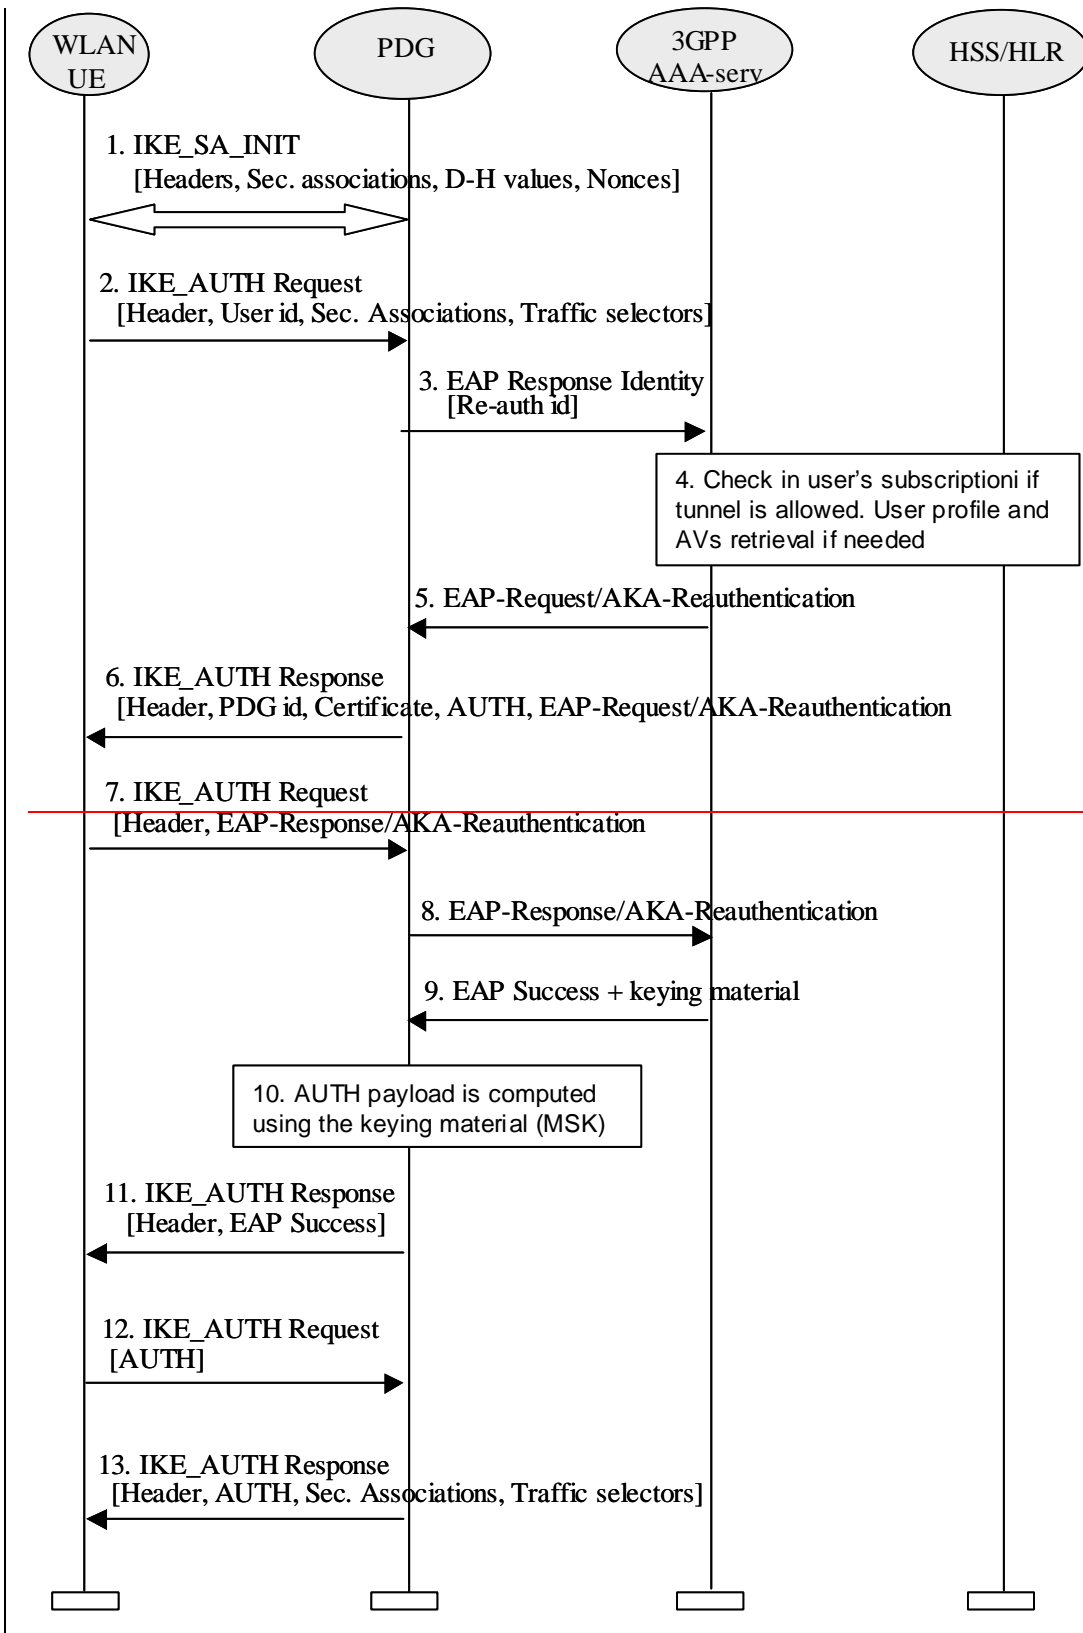 WLAN
UE
PDG
3GPP
AAA-serv
HSS/HLR
1. IKE_SA_INIT
[Headers, Sec. associations, D-H values, Nonces]
2. IKE_AUTH Request
[Header, User id, Sec. Associations, Traffic selectors]
3. EAP Response Identity
[Re-auth id]
4. Check in user's subscriptioni if
tunnel is allowed. User profile and
AVs retrieval if needed
5. EAP-Request/AKA-Reauthentication
6. IKE_AUTH Response
[Header, PDG id, Certificate, AUTH, EAP-Request/AKA-Reauthentication
7. IKE_AUTH Request
[Header, EAP-Response/AKA-Reauthentication
8. EAP-Response/AKA-Reauthentication
9. EAP Success + keying material
10. AUTH payload is computed
using the keying material (MSK)
11. IKE_AUTH Response
[Header, EAP Success]
12. IKE_AUTH Request
[AUTH]
13. IKE_AUTH Response
[Header, AUTH, Sec. Associations, Traffic selectors]